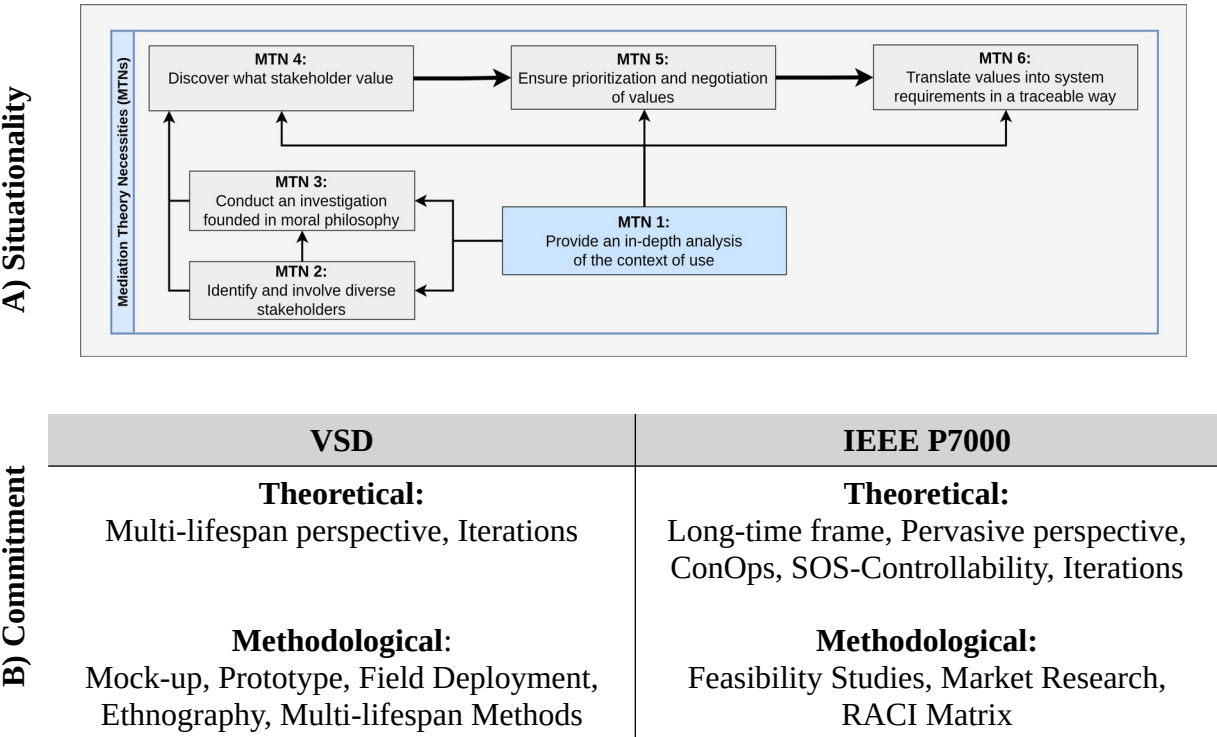 A) Situationality
Mediation Theory Necessities (MTNs)
MTN 4:
Discover what stakeholder value
MTN 5:
Ensure prioritization and negotiation
of values
MTN 6:
Translate values into system
requirements in a traceable way
MTN 3:
Conduct an investigation
founded in moral philosophy
MTN 1:
Provide an in-depth analysis
of the context of use
MTN 2:
Identify and involve diverse
stakeholders
B) Commitment
VSD
IEEE P7000
Theoretical:
Multi-lifespan perspective, Iterations
Theoretical:
Long-time frame, Pervasive perspective,
ConOps, SOS-Controllability, Iterations
Methodological:
Mock-up, Prototype, Field Deployment,
Ethnography, Multi-lifespan Methods
Methodological:
Feasibility Studies, Market Research,
RACI Matrix